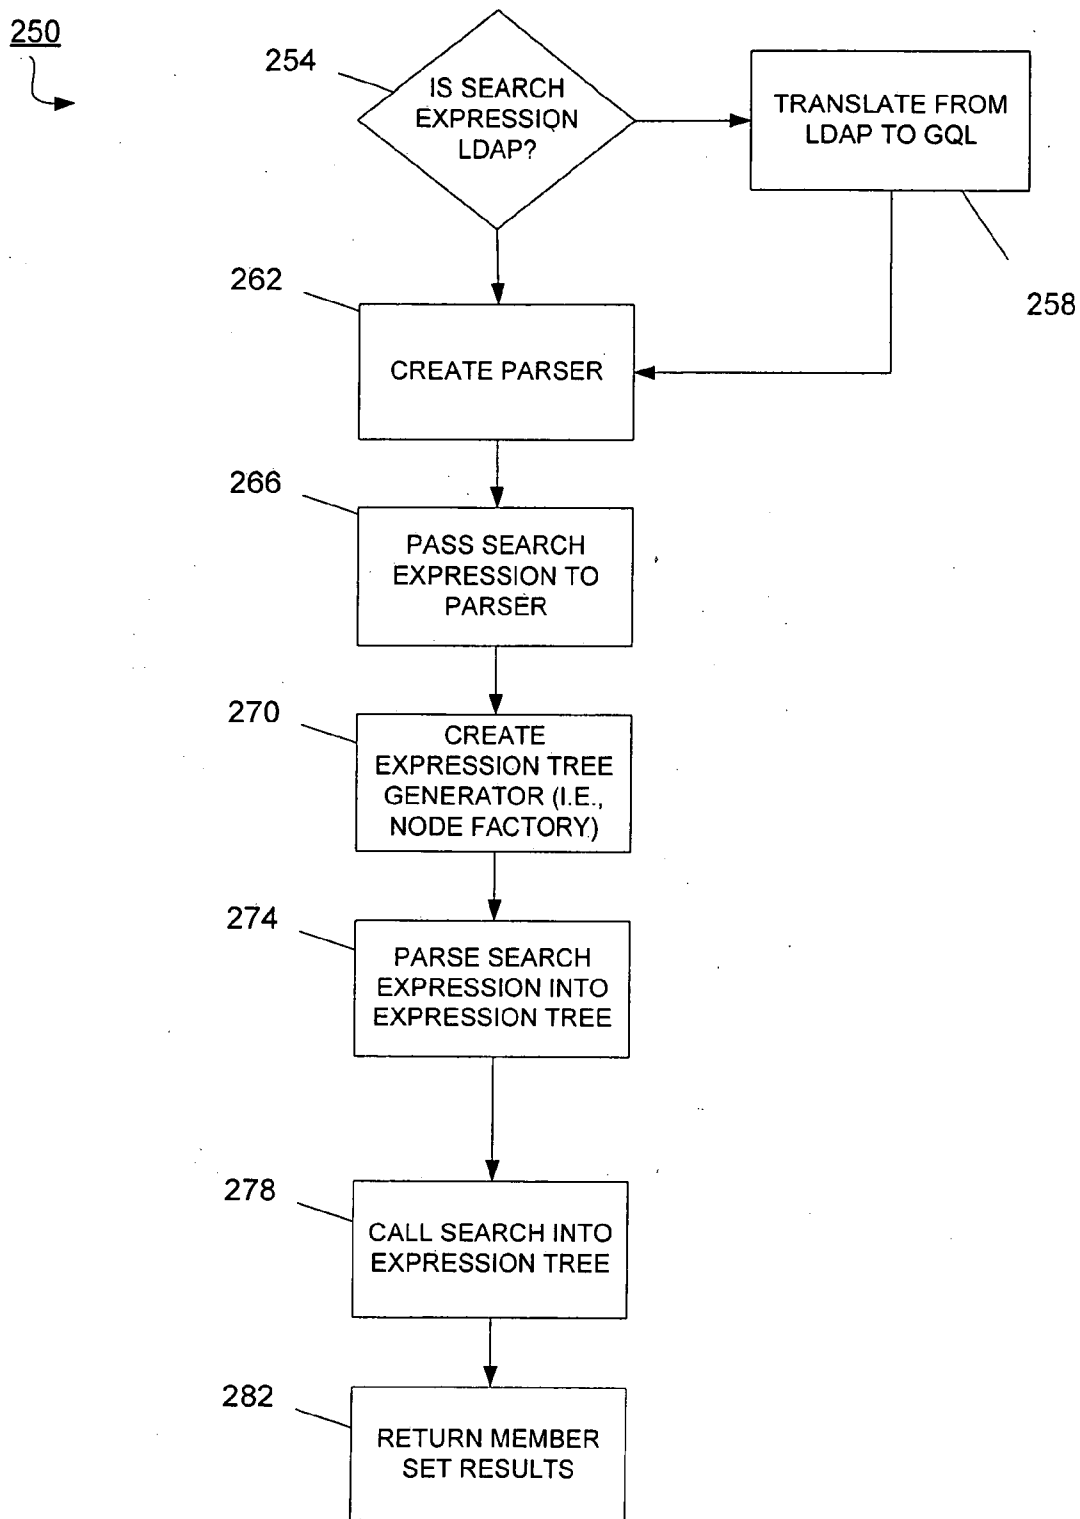 250
254
IS SEARCH
EXPRESSION
LDAP?
TRANSLATE FROM
LDAP TO GQL
258
262
CREATE PARSER
266
PASS SEARCH
EXPRESSION TO
PARSER
270
CREATE
EXPRESSION TREE
GENERATOR (I.E.,
NODE FACTORY)
274
PARSE SEARCH
EXPRESSION INTO
EXPRESSION TREE
278
CALL SEARCH INTO
EXPRESSION TREE
282
RETURN MEMBER
SET RESULTS